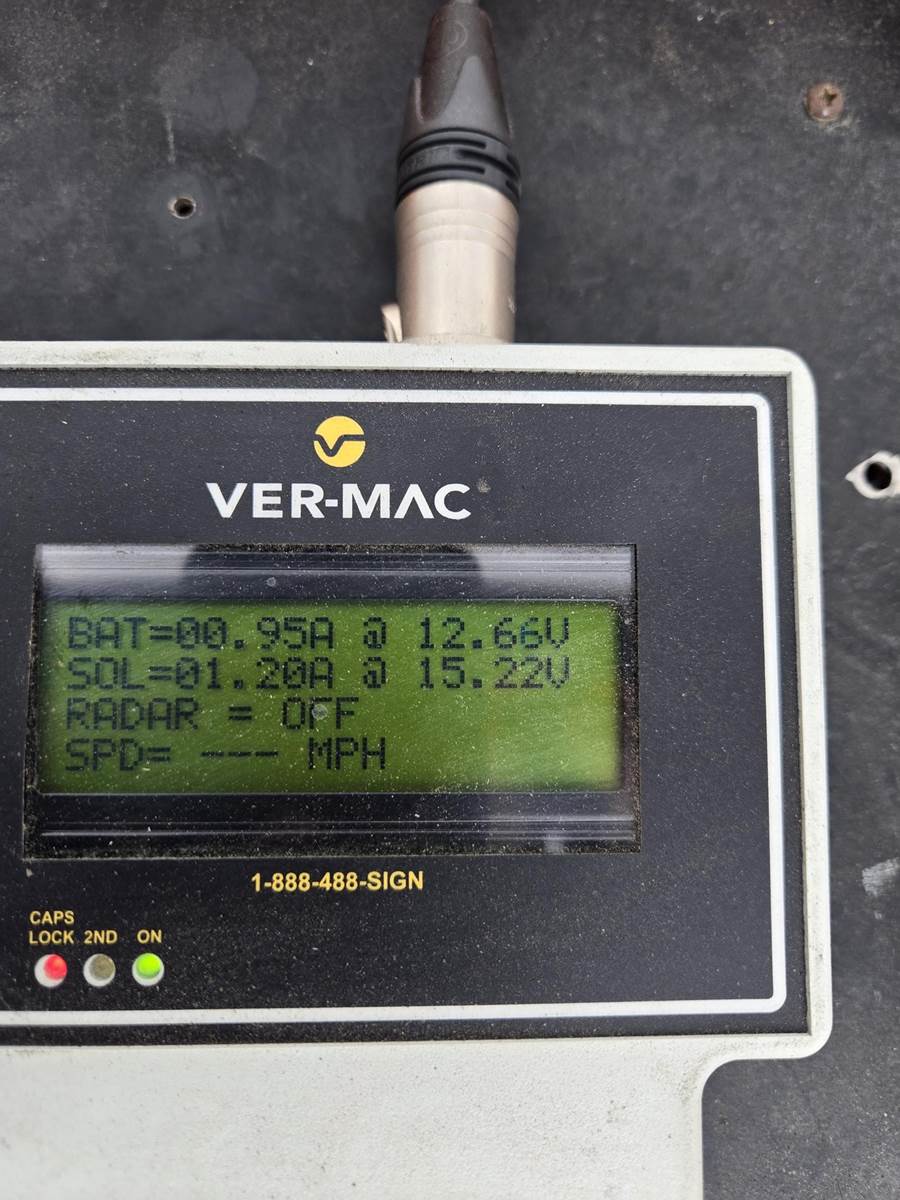 VER-MAC
BAT=00.95A @ 12.66V
SOL=01.20A @ 15.22V
RADAR = OFF
SPD= --- MPH
1-888-488-SIGN
CAPS
LOCK 2ND ON